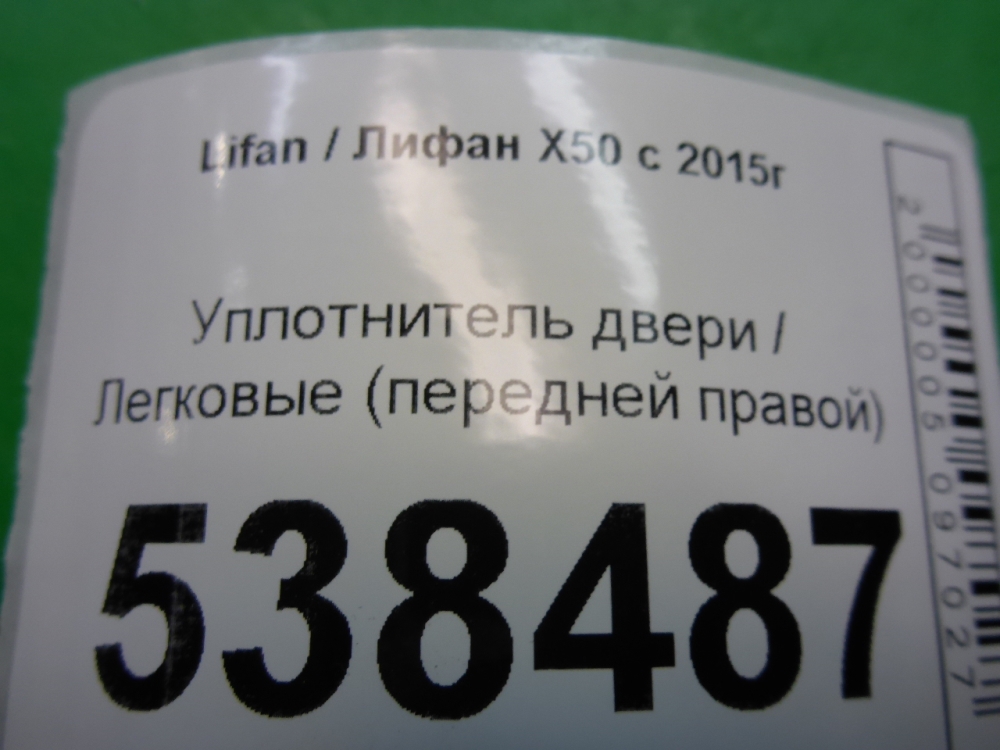 Lifan / Лифан X50 с 2015г
Уплотнитель двери /
Легковые (передней правой)
538487
2000005097027